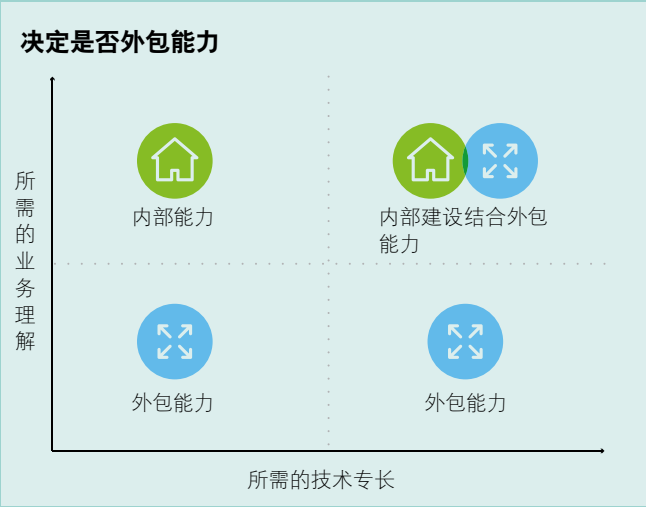 决定是否外包能力
所需的业务理解
内部能力
内部建设结合外包
能力
外包能力
外包能力
所需的技术专长